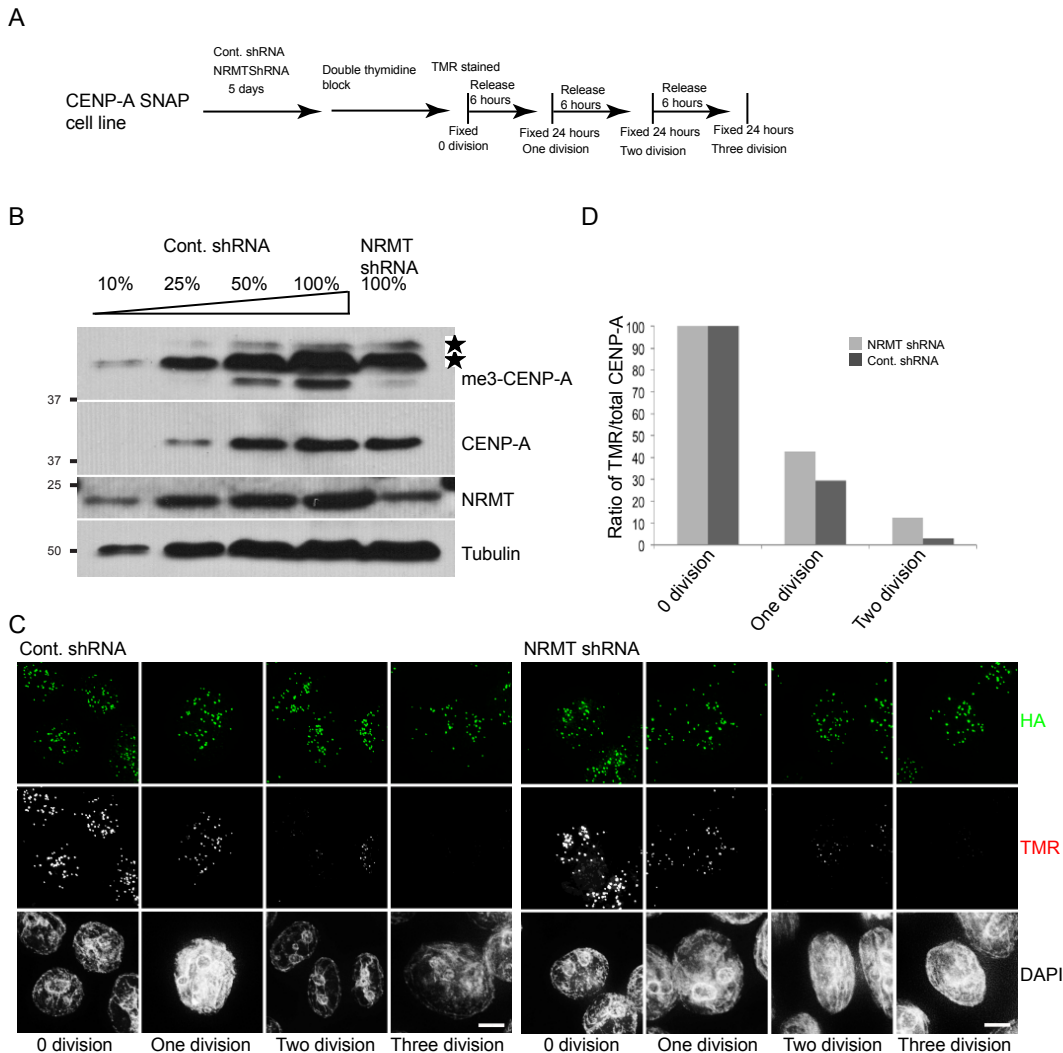 A
Cont. shRNA
NRMTShRNA
5 days
Double thymidine
block
TMR stained
Release
6 hours
Release
6 hours
Release
6 hours
CENP-A SNAP
cell line
Fixed
0 division
Fixed 24 hours
One division
Fixed 24 hours
Two division
Fixed 24 hours
Three division
B
Cont. shRNA
NRMT
shRNA
10%
25%
50%
100%
100%
me3-CENP-A
37
CENP-A
37
25
NRMT
50
Tubulin
D
Ratio of TMR/total CENP-A
100
90
80
70
60
50
40
30
20
10
0
NRMT shRNA
Cont. shRNA
0 division
One division
Two division
C
Cont. shRNA
NRMT shRNA
HA
TMR
DAPI
0 division
One division
Two division
Three division
0 division
One division
Two division
Three division